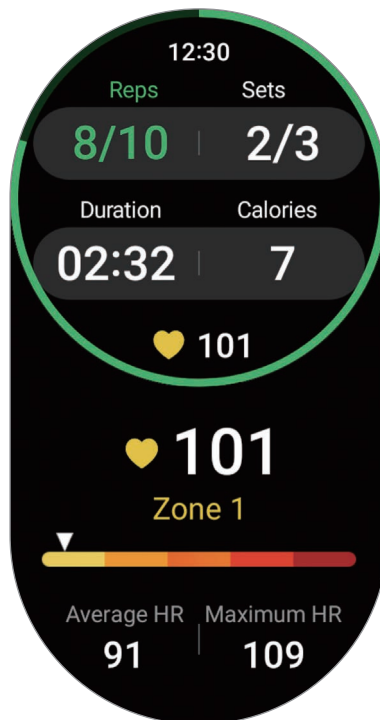 12:30
Reps Sets
8/10 2/3
Duration Calories
02:32 7
101
101
Zone 1
Average HR Maximum HR
91 109